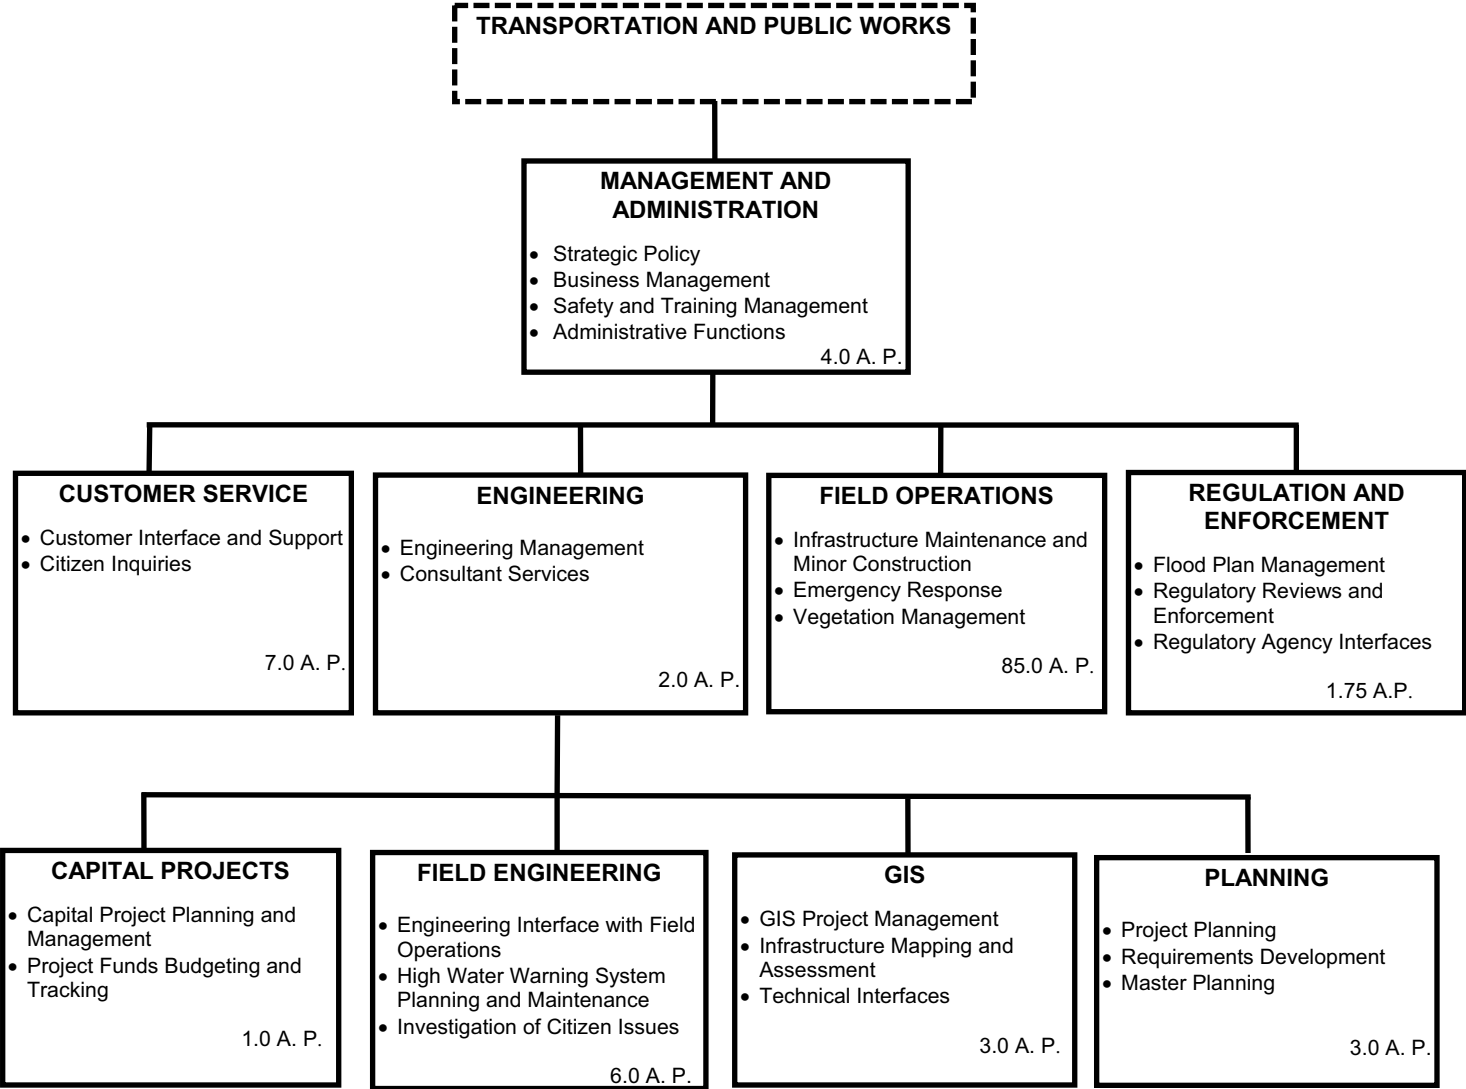 TRANSPORTATION AND PUBLIC WORKS
MANAGEMENT AND
ADMINISTRATION
• Strategic Policy
• Business Management
• Safety and Training Management
• Administrative Functions
4.0 A. P.
CUSTOMER SERVICE
• Customer Interface and Support
• Citizen Inquiries
7.0 A. P.
ENGINEERING
• Engineering Management
• Consultant Services
2.0 A. P.
FIELD OPERATIONS
• Infrastructure Maintenance and
Minor Construction
• Emergency Response
• Vegetation Management
85.0 A. P.
REGULATION AND
ENFORCEMENT
• Flood Plan Management
• Regulatory Reviews and
Enforcement
• Regulatory Agency Interfaces
1.75 A.P.
CAPITAL PROJECTS
• Capital Project Planning and
Management
• Project Funds Budgeting and
Tracking
1.0 A. P.
FIELD ENGINEERING
• Engineering Interface with Field
Operations
• High Water Warning System
Planning and Maintenance
• Investigation of Citizen Issues
6.0 A. P.
GIS
• GIS Project Management
• Infrastructure Mapping and
Assessment
• Technical Interfaces
3.0 A. P.
PLANNING
• Project Planning
• Requirements Development
• Master Planning
3.0 A. P.